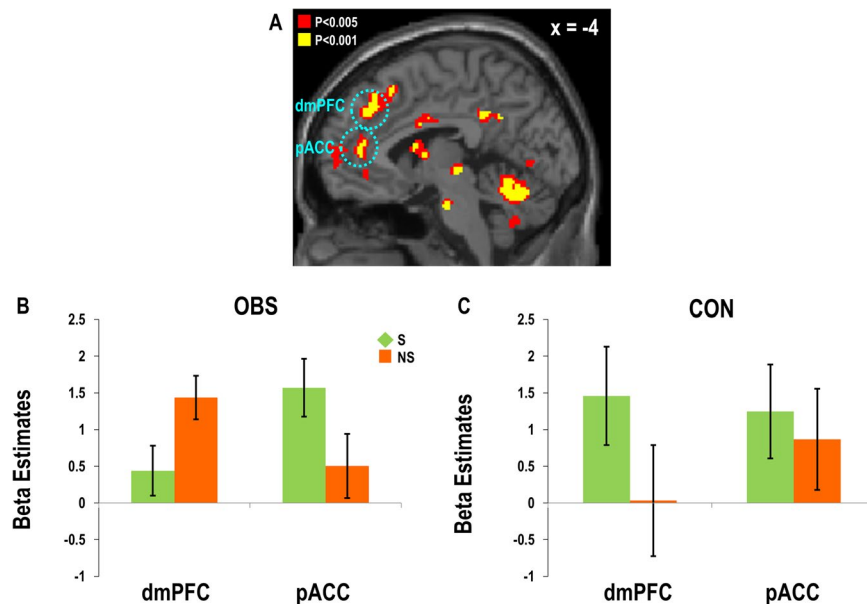 A
P<0.005
P<0.001
x = -4
dmPFC
pACC
B
OBS
2.5
2
1.5
1
0.5
0
-0.5
-1
Beta Estimates
S
NS
dmPFC
pACC
C
CON
2.5
2
1.5
1
0.5
0
-0.5
-1
Beta Estimates
dmPFC
pACC